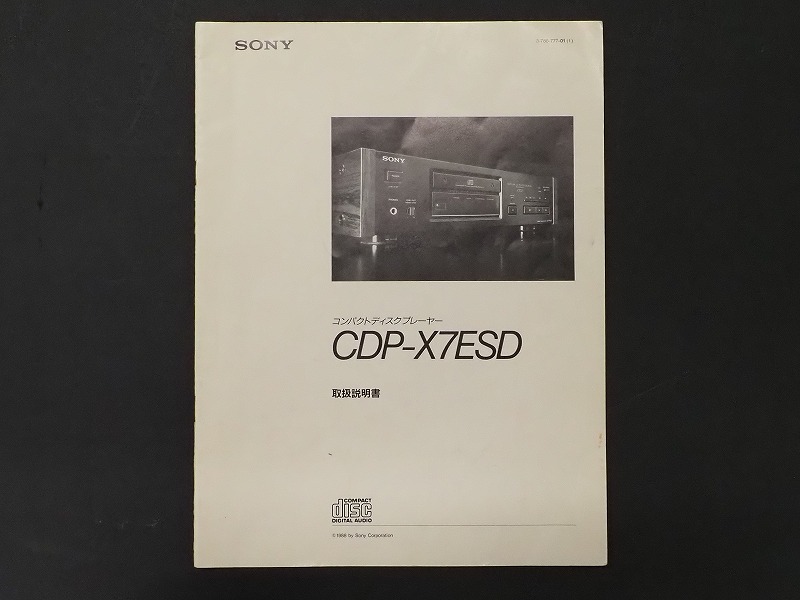 SONY
SONY
コンパクトディスクプレーヤー
CDP-X7ESD
取扱説明書
COMPACT
disc
DIGITAL AUDIO
©1988 by Sony Corporation